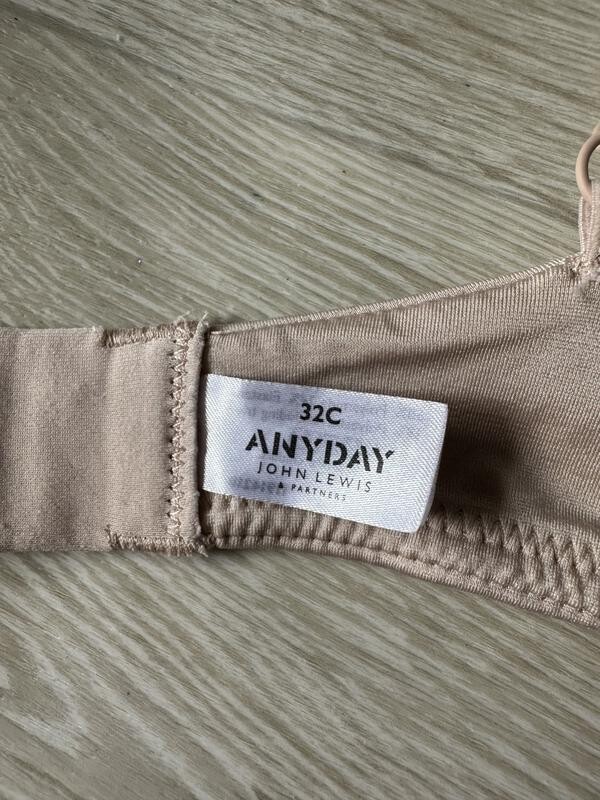 32C
ANYDAY
JOHN LEWIS
& PARTNERS